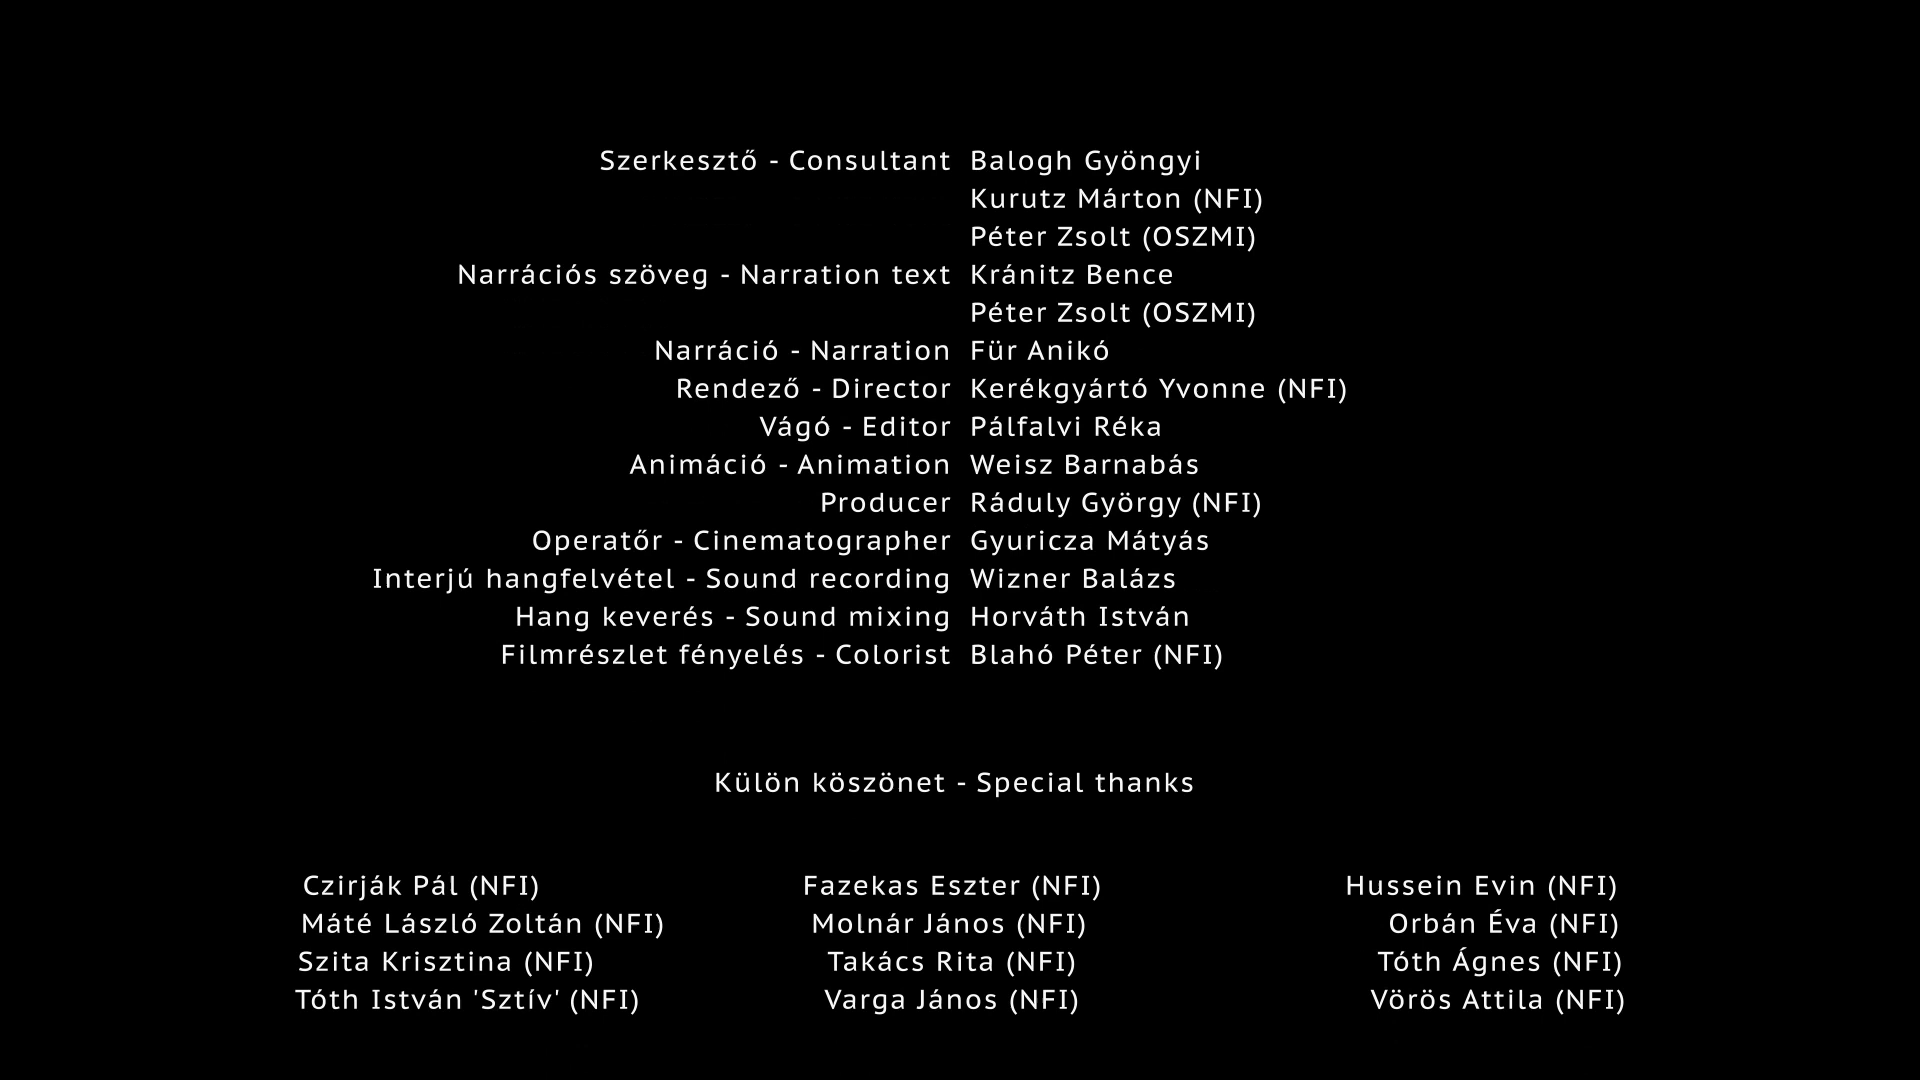 Szerkesztő - Consultant Balogh Gyöngyi
Kurutz Márton (NFI)
Péter Zsolt (OSZMI)
Narrációs szöveg - Narration text Kránitz Bence
Péter Zsolt (OSZMI)
Narráció - Narration Für Anikó
Rendező - Director Kerékgyártó Yvonne (NFI)
Vágó - Editor Pálfalvi Réka
Animáció - Animation Weisz Barnabás
Producer Ráduly György (NFI)
Operatőr - Cinematographer Gyuricza Mátyás
Interjú hangfelvétel - Sound recording Wizner Balázs
Hang keverés - Sound mixing Horváth István
Filmrészlet fényelés - Colorist Blahó Péter (NFI)
Külön köszönet - Special thanks
Czirják Pál (NFI) Fazekas Eszter (NFI) Hussein Evin (NFI)
Máté László Zoltán (NFI) Molnár János (NFI) Orbán Éva (NFI)
Szita Krisztina (NFI) Takács Rita (NFI) Tóth Ágnes (NFI)
Tóth István 'Sztív' (NFI) Varga János (NFI) Vörös Attila (NFI)